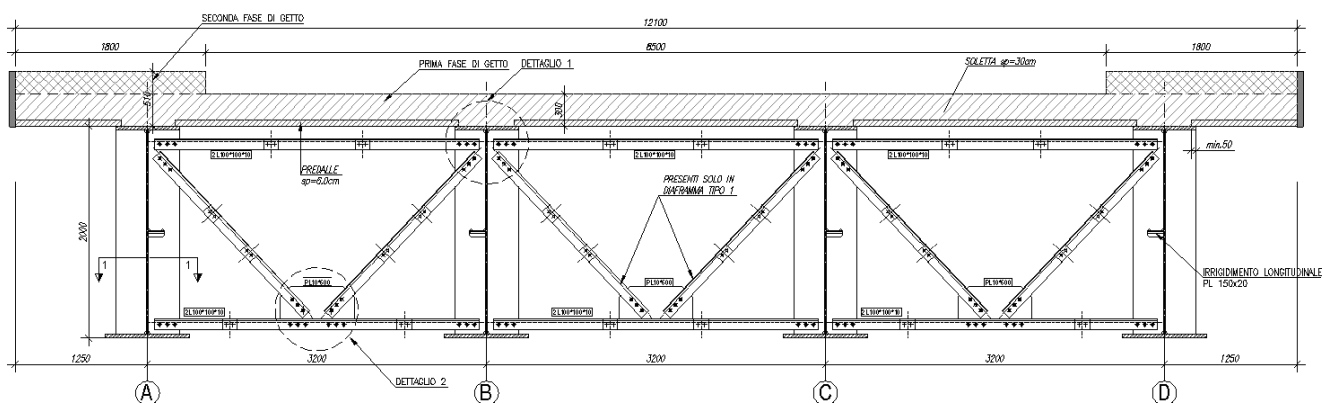 SECONDA FASE DI GETTO
12100
1800
8500
1800
PRIMA FASE DI GETTO
DETTAGLIO 1
SOLETTA sp=30cm
510
300
2L100*100*10
2L100*100*10
2L100*100*10
min.50
PREDALLE
sp=6.0cm
PRESENTI SOLO IN
DIAFRAMMA TIPO 1
2000
1
1
PL10*500
PL10*500
PL10*500
IRRIGIDIMENTO LONGITUDINALE
PL 150x20
2L100*100*10
2L100*100*10
2L100*100*10
1250
3200
3200
3200
1250
DETTAGLIO 2
A
B
C
D